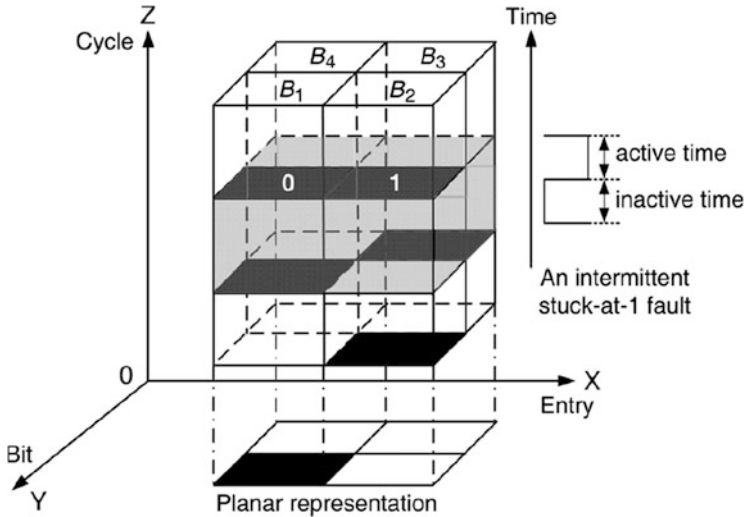 Z
Cycle
Time
B4 B3
B1 B2
0 1
active time
inactive time
An intermittent
stuck-at-1 fault
0
X
Entry
Bit
Y
Planar representation